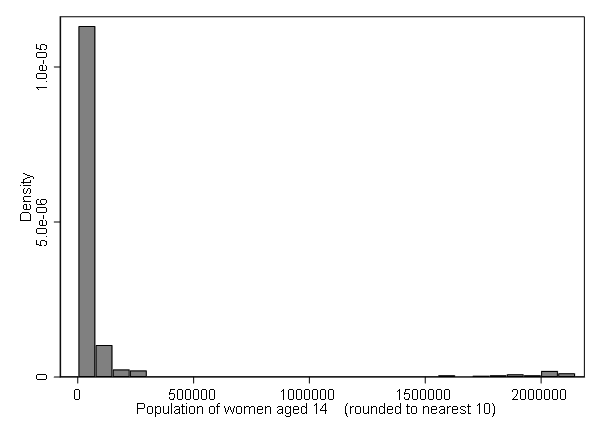 1.0e-05
5.0e-06
0
Density
0 500000 1000000 1500000 2000000
Population of women aged 14 (rounded to nearest 10)